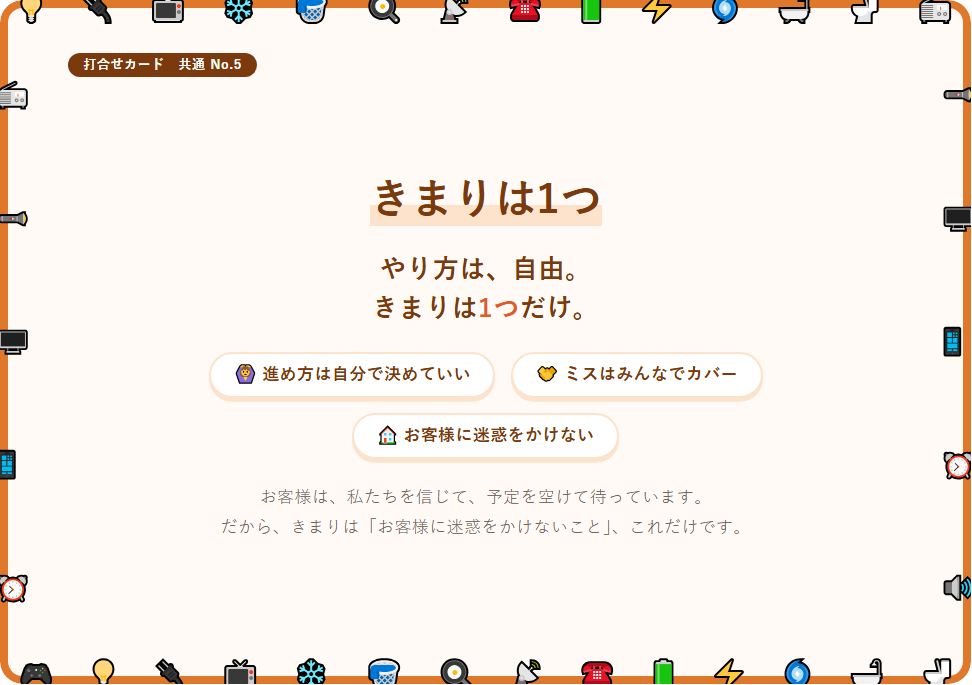 打合せカード　共通 No.5
きまりは1つ
やり方は、自由。
きまりは1つだけ。
進め方は自分で決めていい
ミスはみんなでカバー
お客様に迷惑をかけない
お客様は、私たちを信じて、予定を空けて待っています。
だから、きまりは「お客様に迷惑をかけないこと」、これだけです。